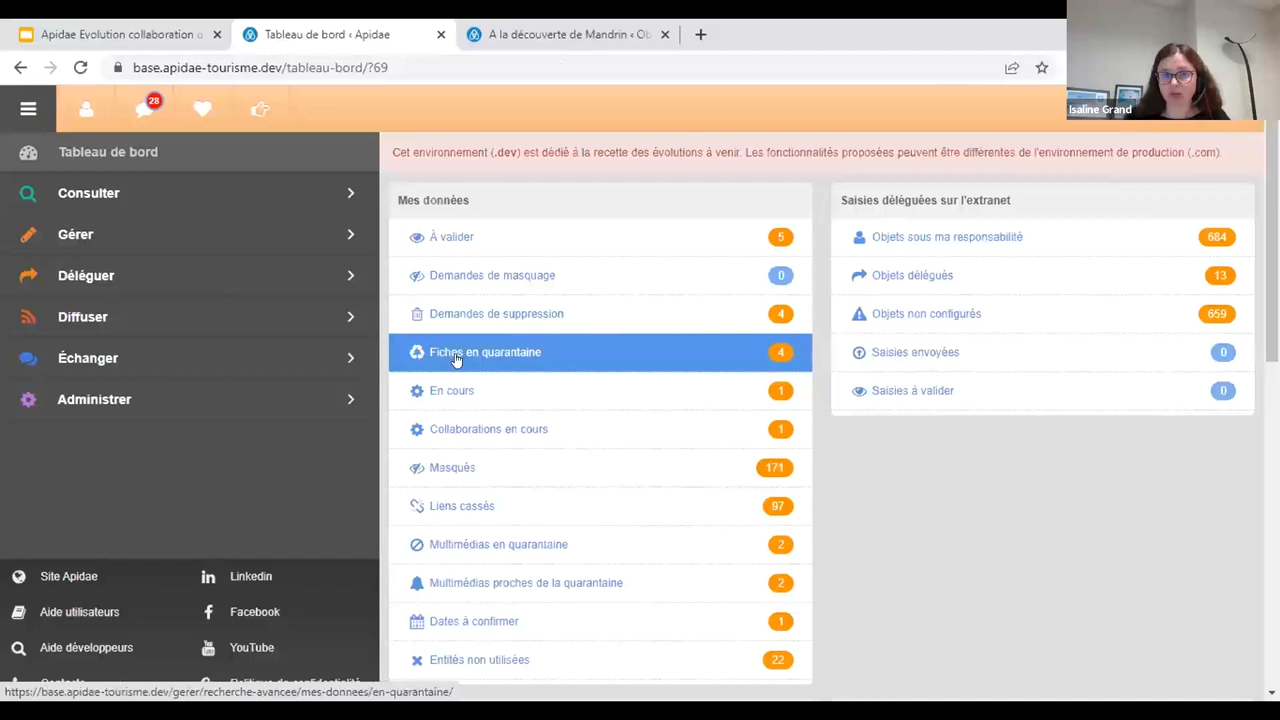 Apidae Evolution collaboration o
Tableau de bord ‹ Apidae
A la découverte de Mandrin ‹ Ob
base.apidae-tourisme.dev/tableau-bord/?69
Isaline Grand
28
Tableau de bord
Consulter
Gérer
Déléguer
Diffuser
Échanger
Administrer
Site Apidae
Linkedin
Aide utilisateurs
Facebook
Aide développeurs
YouTube
Politique de confidentialité
Cet environnement (.dev) est dédié à la recette des évolutions à venir. Les fonctionnalités proposées peuvent être différentes de l'environnement de production (.com).
Mes données
À valider 5
Demandes de masquage 0
Demandes de suppression 4
Fiches en quarantaine 4
En cours 1
Collaborations en cours 1
Masqués 171
Liens cassés 97
Multimédias en quarantaine 2
Multimédias proches de la quarantaine 2
Dates à confirmer 1
Entités non utilisées 22
Saisies déléguées sur l'extranet
Objets sous ma responsabilité 684
Objets délégués 13
Objets non configurés 659
Saisies envoyées 0
Saisies à valider 0
https://base.apidae-tourisme.dev/gerer/recherche-avancee/mes-donnees/en-quarantaine/